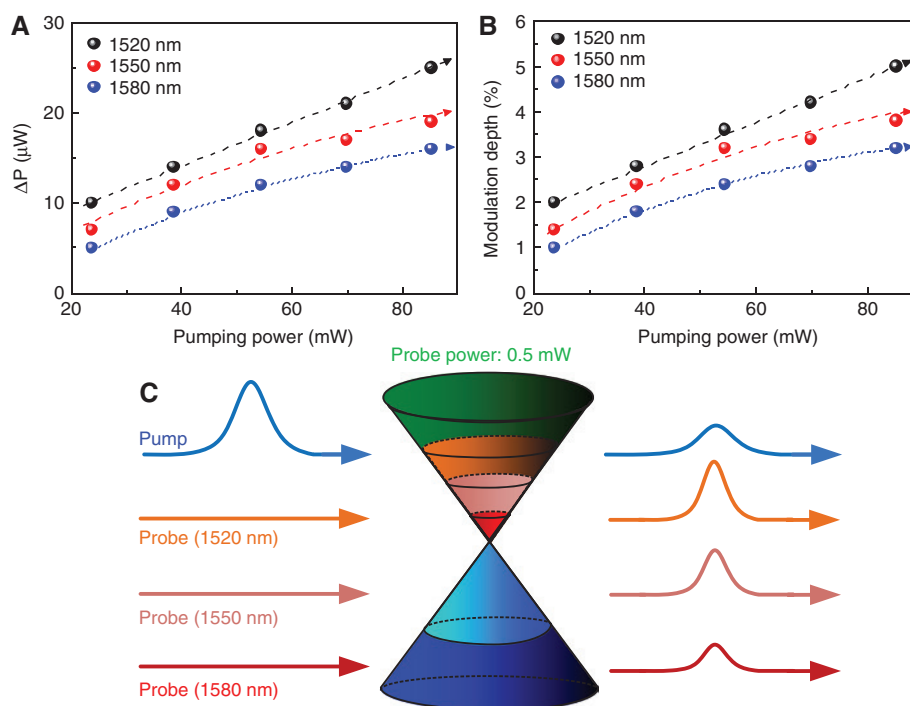 A
1520 nm
1550 nm
1580 nm
30
20
10
0
ΔP (μW)
20
40
60
80
Pumping power (mW)
B
1520 nm
1550 nm
1580 nm
6
5
4
3
2
1
0
Modulation depth (%)
20
40
60
80
Pumping power (mW)
Probe power: 0.5 mW
C
Pump
Probe (1520 nm)
Probe (1550 nm)
Probe (1580 nm)